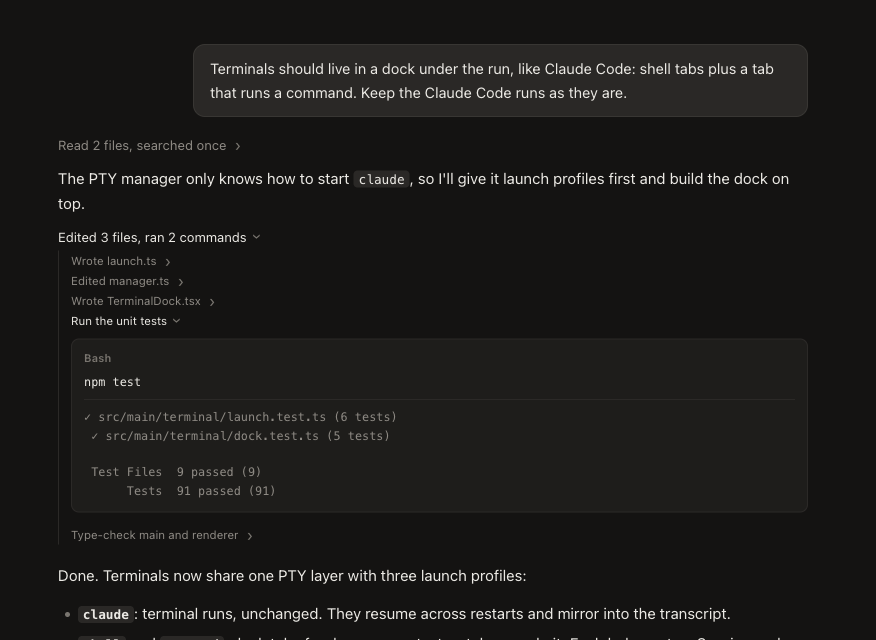 Terminals should live in a dock under the run, like Claude Code: shell tabs plus a tab
that runs a command. Keep the Claude Code runs as they are.
Read 2 files, searched once
The PTY manager only knows how to start claude, so I'll give it launch profiles first and build the dock on
top.
Edited 3 files, ran 2 commands
Wrote launch.ts
Edited manager.ts
Wrote TerminalDock.tsx
Run the unit tests
Bash
npm test
✓ src/main/terminal/launch.test.ts (6 tests)
✓ src/main/terminal/dock.test.ts (5 tests)
Test Files  9 passed (9)
Tests  91 passed (91)
Type-check main and renderer
Done. Terminals now share one PTY layer with three launch profiles:
• claude: terminal runs, unchanged. They resume across restarts and mirror into the transcript.